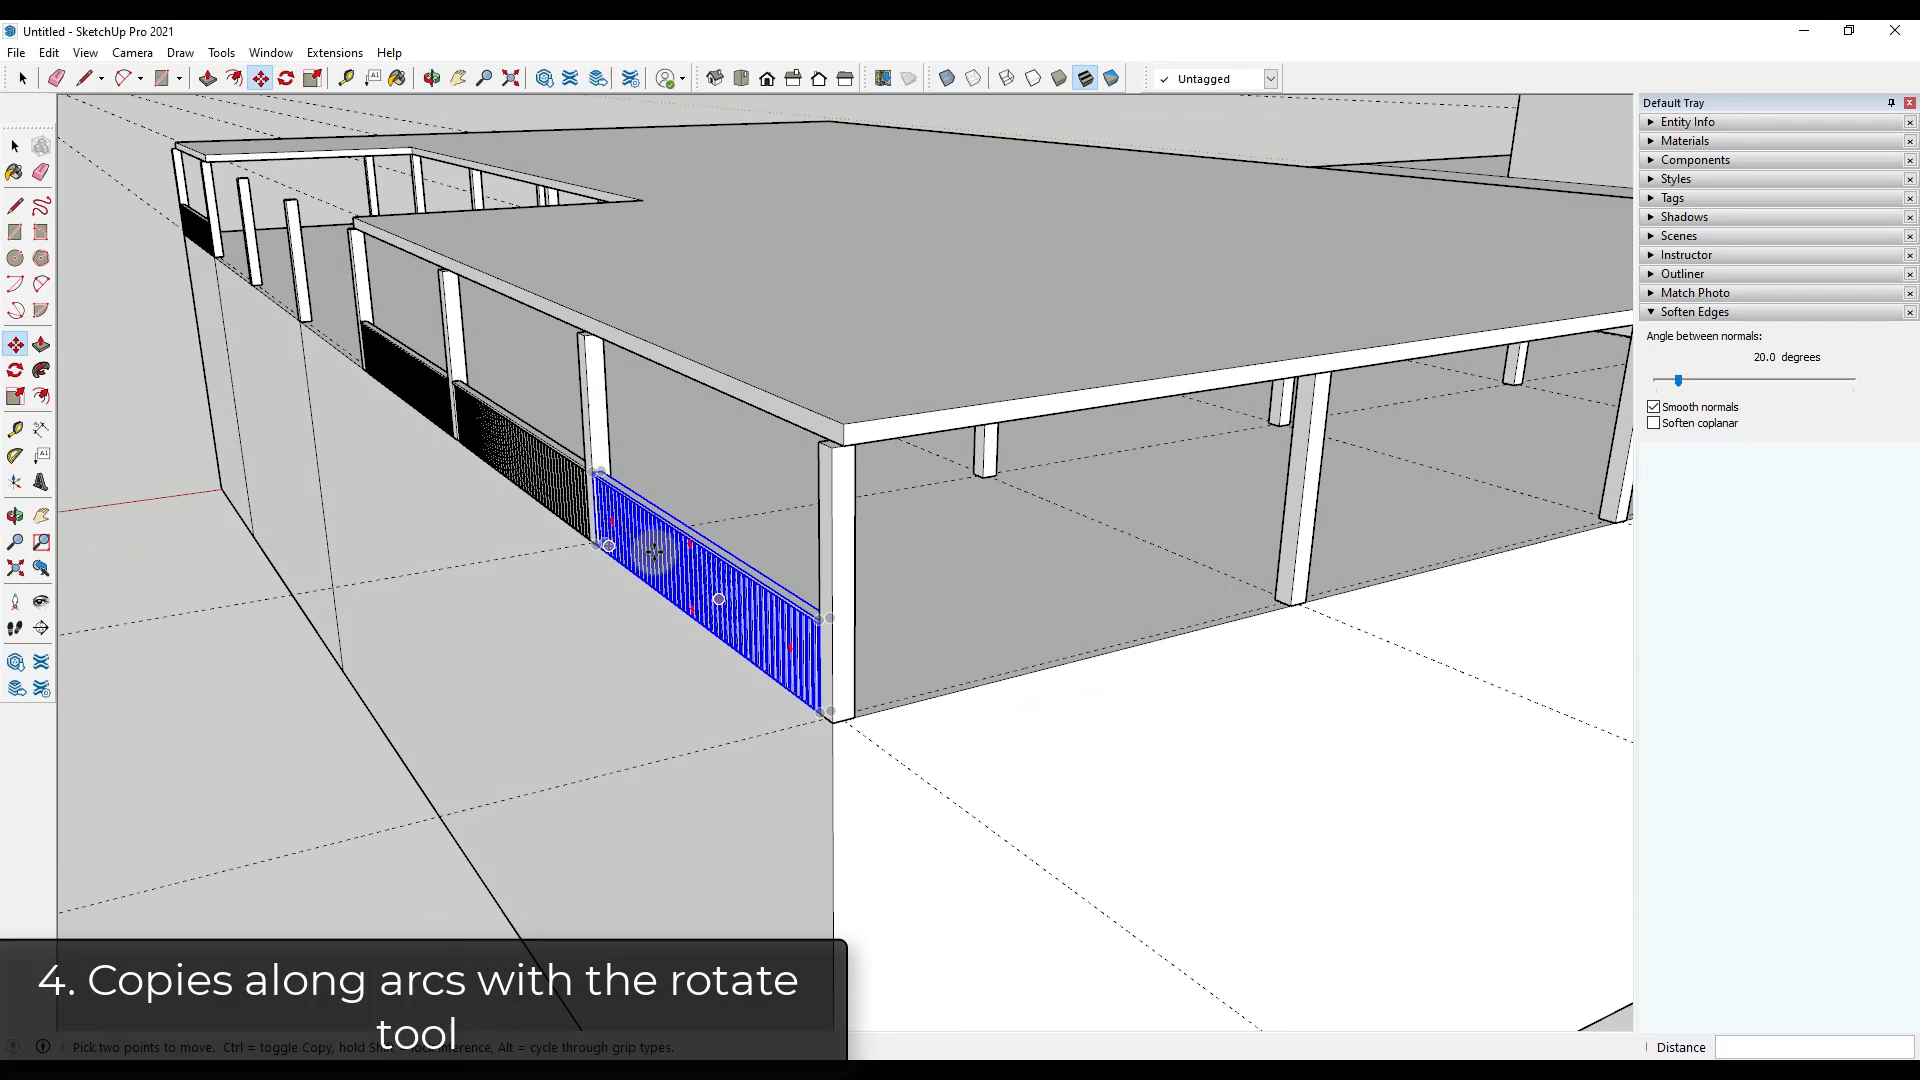 Untitled - SketchUp Pro 2021
File Edit View Camera Draw Tools Window Extensions Help
Untagged
Default Tray
Entity Info
Materials
Components
Styles
Tags
Shadows
Scenes
Instructor
Outliner
Match Photo
Soften Edges
Angle between normals:
20.0 degrees
Smooth normals
Soften coplanar
4. Copies along arcs with the rotate
tool
Pick two points to move. Ctrl = toggle Copy, hold Shift = lock inference, Alt = cycle through grip types.
Distance